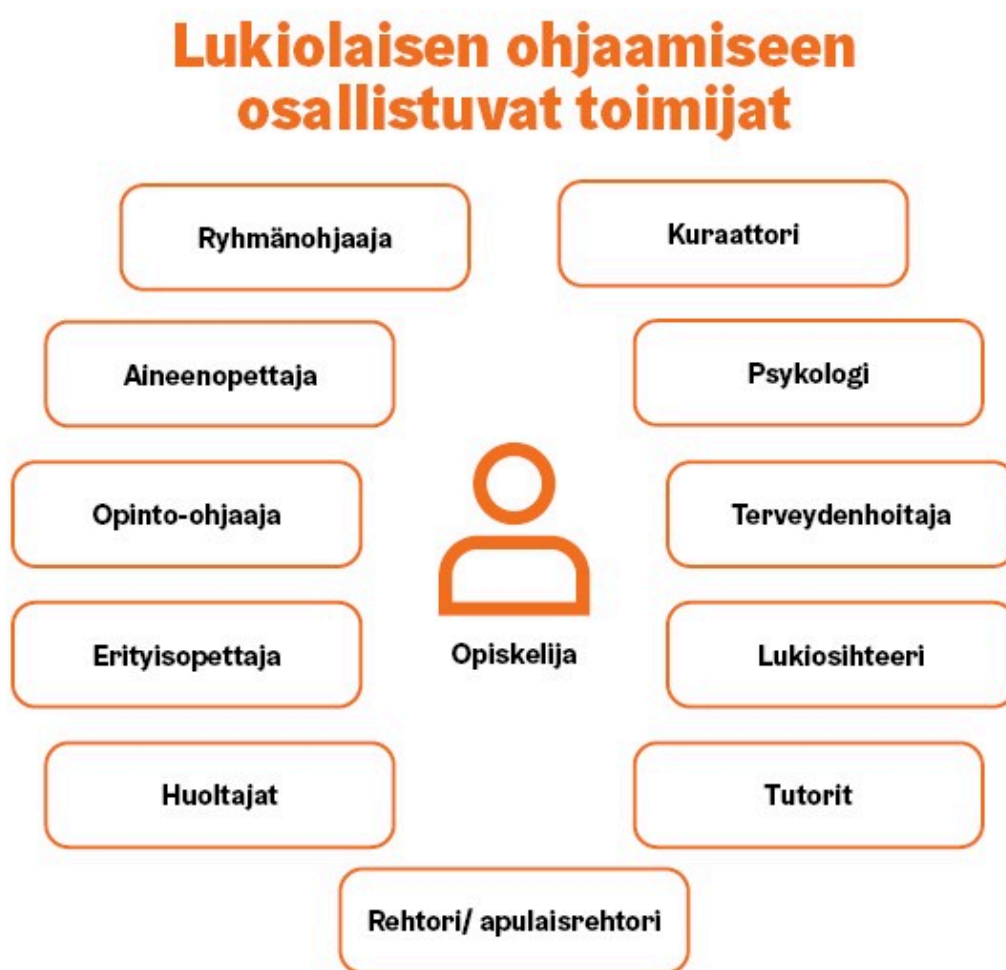 Lukiolaisen ohjaamiseen
osallistuvat toimijat
Ryhmänohjaaja
Kuraattori
Aineenopettaja
Psykologi
Opinto-ohjaaja
Terveydenhoitaja
Erityisopettaja
Opiskelija
Lukiosihteeri
Huoltajat
Tutorit
Rehtori/ apulaisrehtori